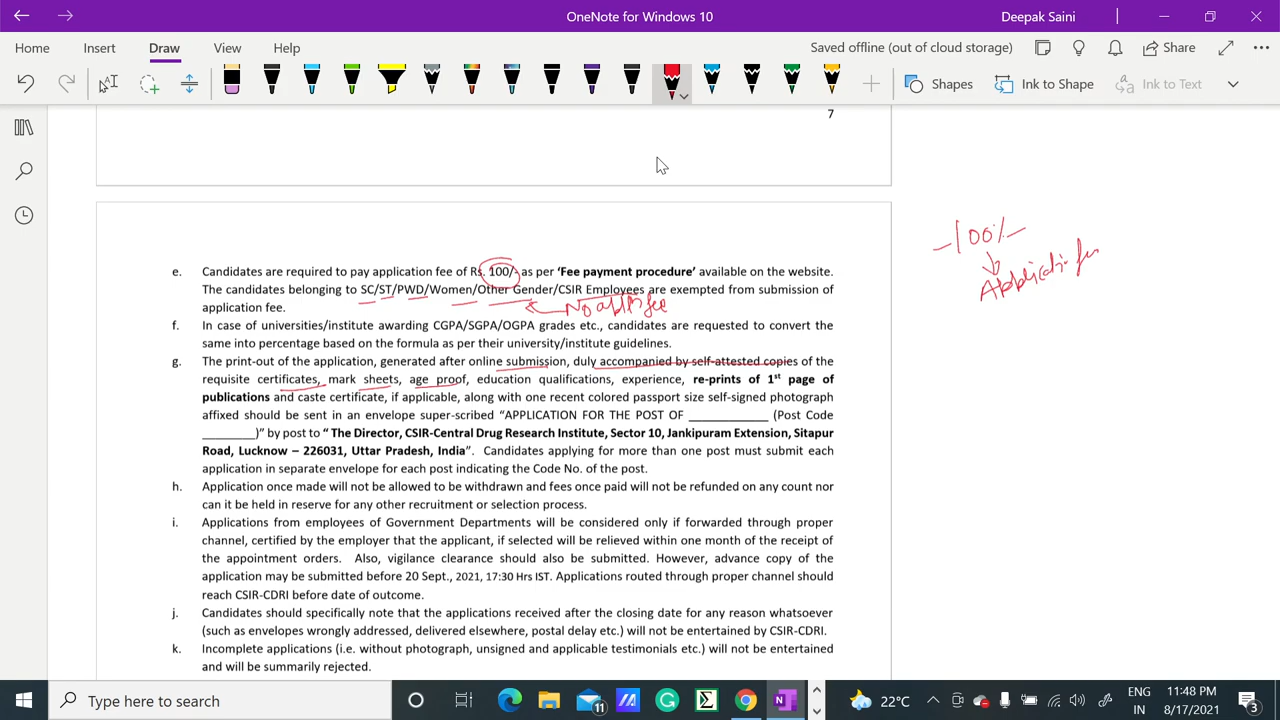 OneNote for Windows 10
Deepak Saini
Home Insert Draw View Help
Saved offline (out of cloud storage)
Share
Shapes
Ink to Shape
Ink to Text
7
e. Candidates are required to pay application fee of Rs. 100/- as per ‘Fee payment procedure’ available on the website.
The candidates belonging to SC/ST/PWD/Women/Other Gender/CSIR Employees are exempted from submission of
application fee.
No appli fee
f. In case of universities/institute awarding CGPA/SGPA/OGPA grades etc., candidates are requested to convert the
same into percentage based on the formula as per their university/institute guidelines.
g. The print-out of the application, generated after online submission, duly accompanied by self-attested copies of the
requisite certificates, mark sheets, age proof, education qualifications, experience, re-prints of 1st page of
publications and caste certificate, if applicable, along with one recent colored passport size self-signed photograph
affixed should be sent in an envelope super-scribed “APPLICATION FOR THE POST OF ____________ (Post Code
________)” by post to “ The Director, CSIR-Central Drug Research Institute, Sector 10, Jankipuram Extension, Sitapur
Road, Lucknow – 226031, Uttar Pradesh, India”. Candidates applying for more than one post must submit each
application in separate envelope for each post indicating the Code No. of the post.
h. Application once made will not be allowed to be withdrawn and fees once paid will not be refunded on any count nor
can it be held in reserve for any other recruitment or selection process.
i. Applications from employees of Government Departments will be considered only if forwarded through proper
channel, certified by the employer that the applicant, if selected will be relieved within one month of the receipt of
the appointment orders. Also, vigilance clearance should also be submitted. However, advance copy of the
application may be submitted before 20 Sept., 2021, 17:30 Hrs IST. Applications routed through proper channel should
reach CSIR-CDRI before date of outcome.
j. Candidates should specifically note that the applications received after the closing date for any reason whatsoever
(such as envelopes wrongly addressed, delivered elsewhere, postal delay etc.) will not be entertained by CSIR-CDRI.
k. Incomplete applications (i.e. without photograph, unsigned and applicable testimonials etc.) will not be entertained
and will be summarily rejected.
100/-
Application fee
Type here to search
11
22°C
ENG
IN
11:48 PM
8/17/2021
3